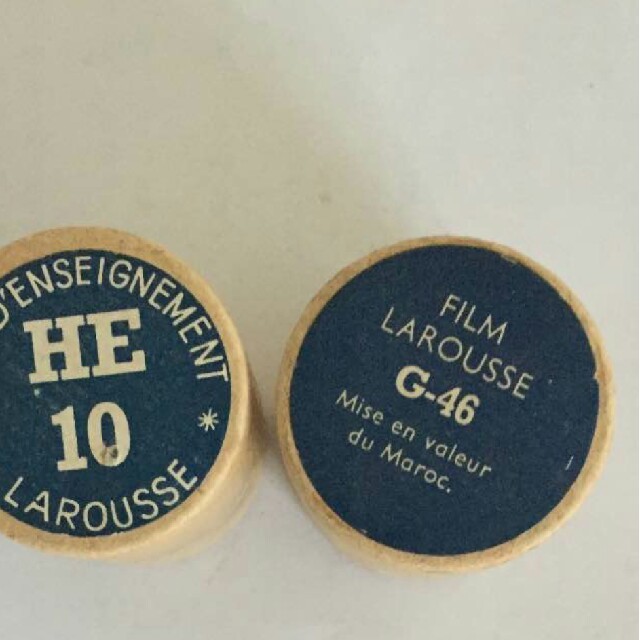 D'ENSEIGNEMENT
HE
10
*
LAROUSSE
FILM
LAROUSSE
G-46
Mise en valeur
du Maroc.